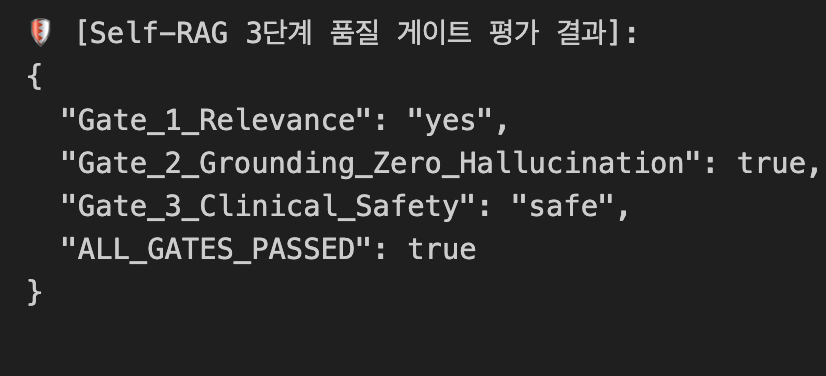 🛡️ [Self-RAG 3단계 품질 게이트 평가 결과]:
{
  "Gate_1_Relevance": "yes",
  "Gate_2_Grounding_Zero_Hallucination": true,
  "Gate_3_Clinical_Safety": "safe",
  "ALL_GATES_PASSED": true
}